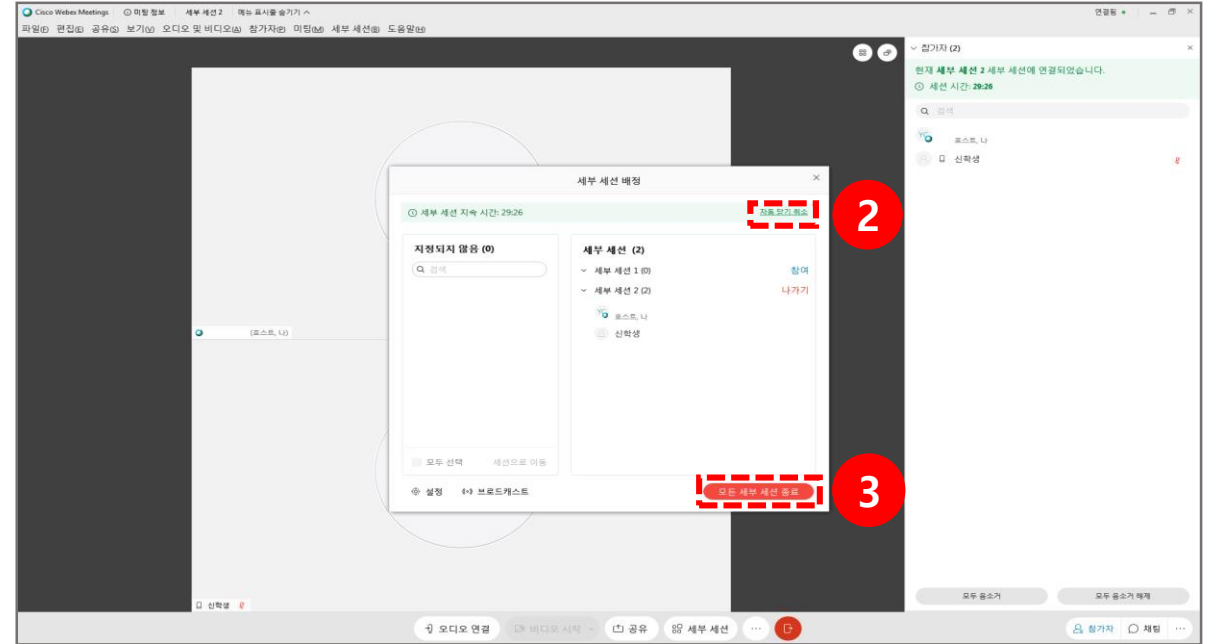 Cisco Webex Meetings 미팅 정보 세부 세션 2 메뉴 표시줄 숨기기 연결됨
파일(F) 편집(E) 공유(S) 보기(V) 오디오 및 비디오(A) 참가자(P) 미팅(M) 세부 세션(B) 도움말(H)
참가자 (2)
현재 세부 세션 2 세부 세션에 연결되었습니다.
세션 시간: 29:26
검색
호스트, 나
신학생
세부 세션 배정
세부 세션 지속 시간: 29:26 자동 닫기 취소
2
지정되지 않음 (0)
검색
세부 세션 (2)
세부 세션 1 (0) 참여
세부 세션 2 (2) 나가기
호스트, 나
신학생
모두 선택 세션으로 이동
설정 브로드캐스트 모든 세부 세션 종료
3
(호스트, 나)
신학생
모두 음소거 모두 음소거 해제
오디오 연결 비디오 시작 공유 세부 세션 ... 참가자 채팅 ...